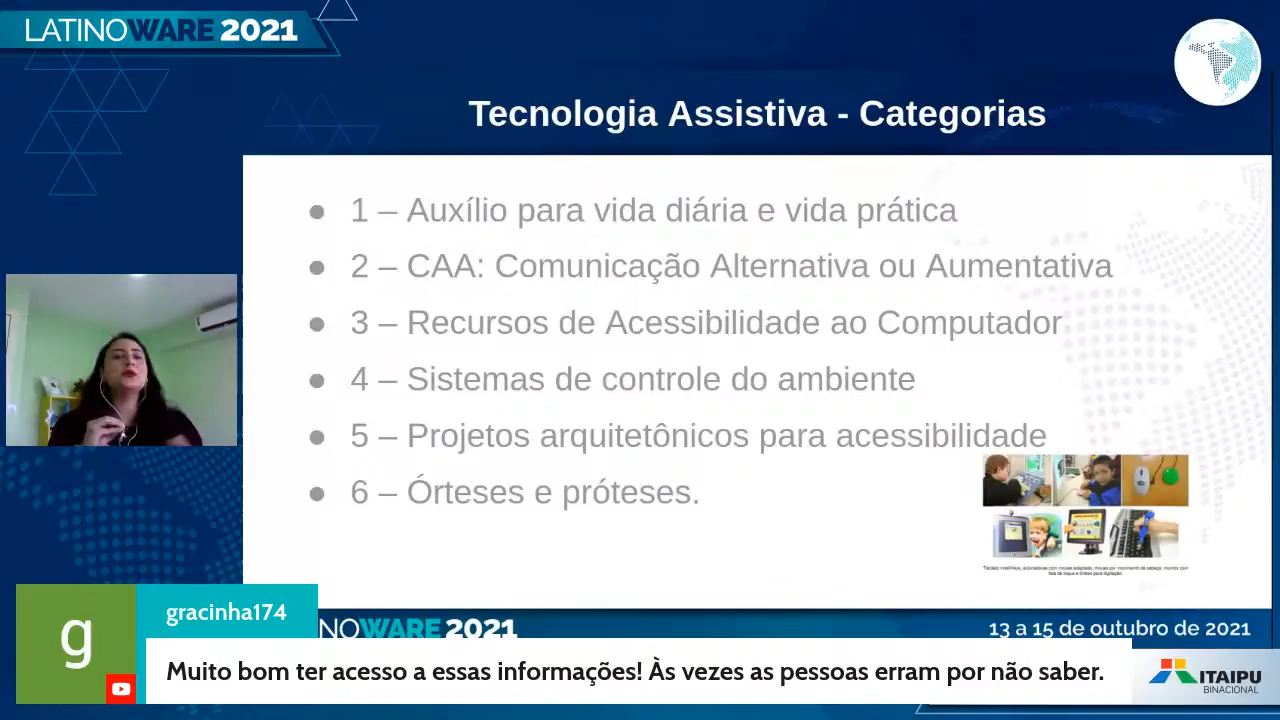 LATINOWARE 2021
Tecnologia Assistiva - Categorias
● 1 – Auxílio para vida diária e vida prática
● 2 – CAA: Comunicação Alternativa ou Aumentativa
● 3 – Recursos de Acessibilidade ao Computador
● 4 – Sistemas de controle do ambiente
● 5 – Projetos arquitetônicos para acessibilidade
● 6 – Órteses e próteses.
g
gracinha174
NOWARE 2021
13 a 15 de outubro de 2021
Muito bom ter acesso a essas informações! Às vezes as pessoas erram por não saber.
ITAIPU
BINACIONAL